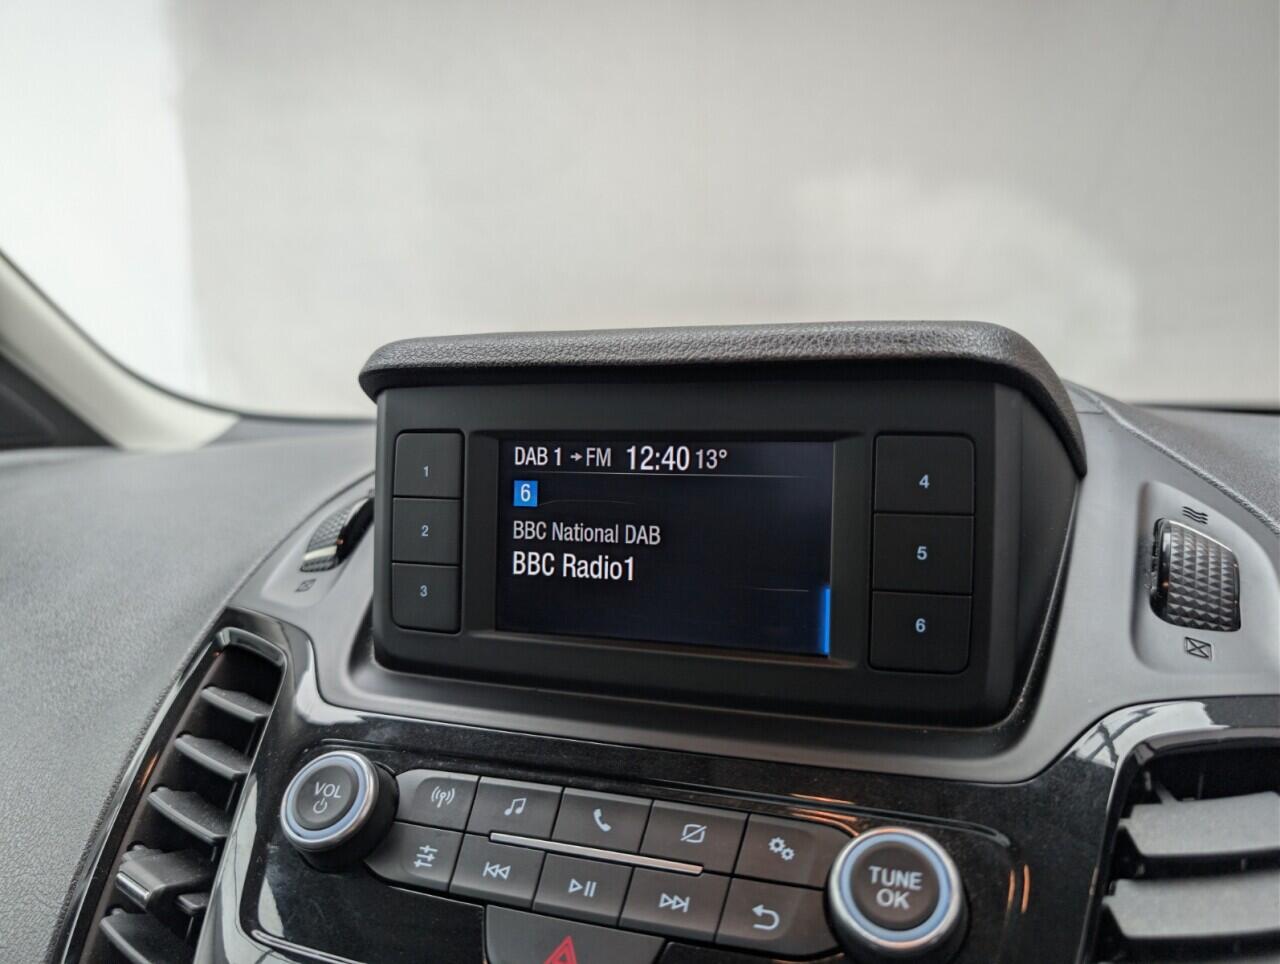 DAB 1 → FM 12:40 13°
6
BBC National DAB
BBC Radio1
1
2
3
4
5
6
VOL
TUNE
OK